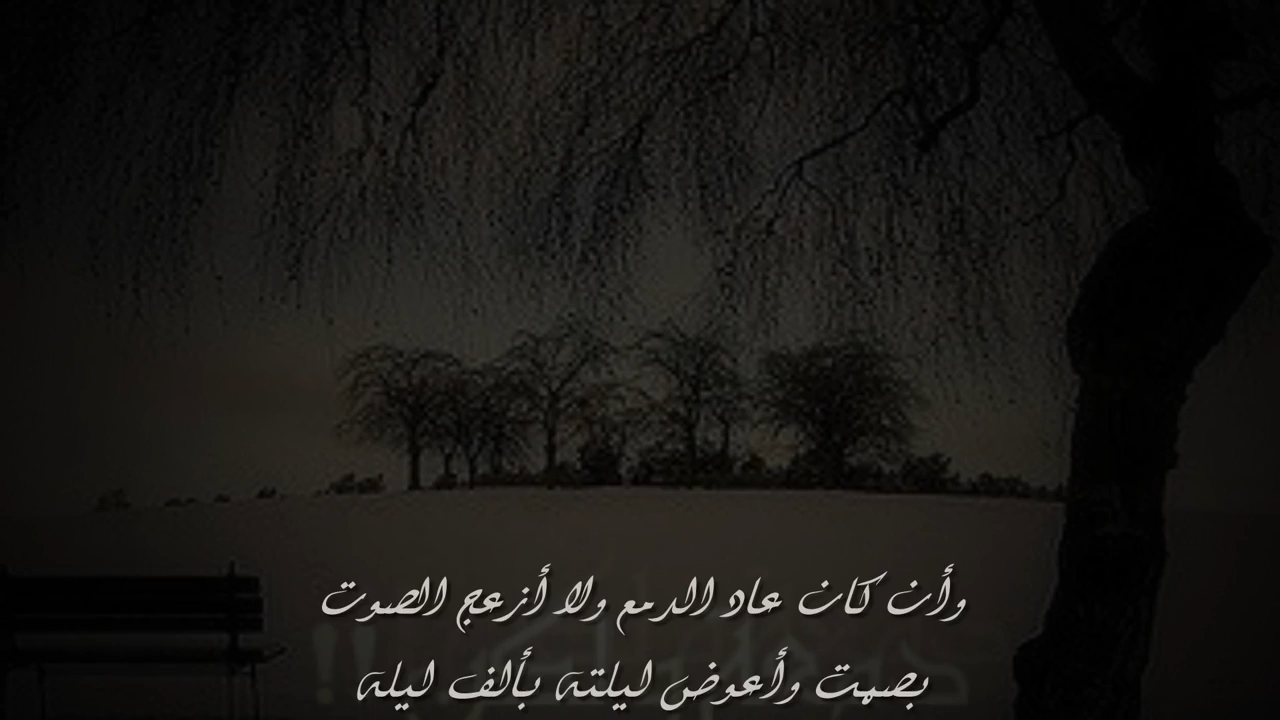 وأن كان عاد الدمع ولا أزعج الصوت
بصمت وأعوض ليلته بألف ليله
!!